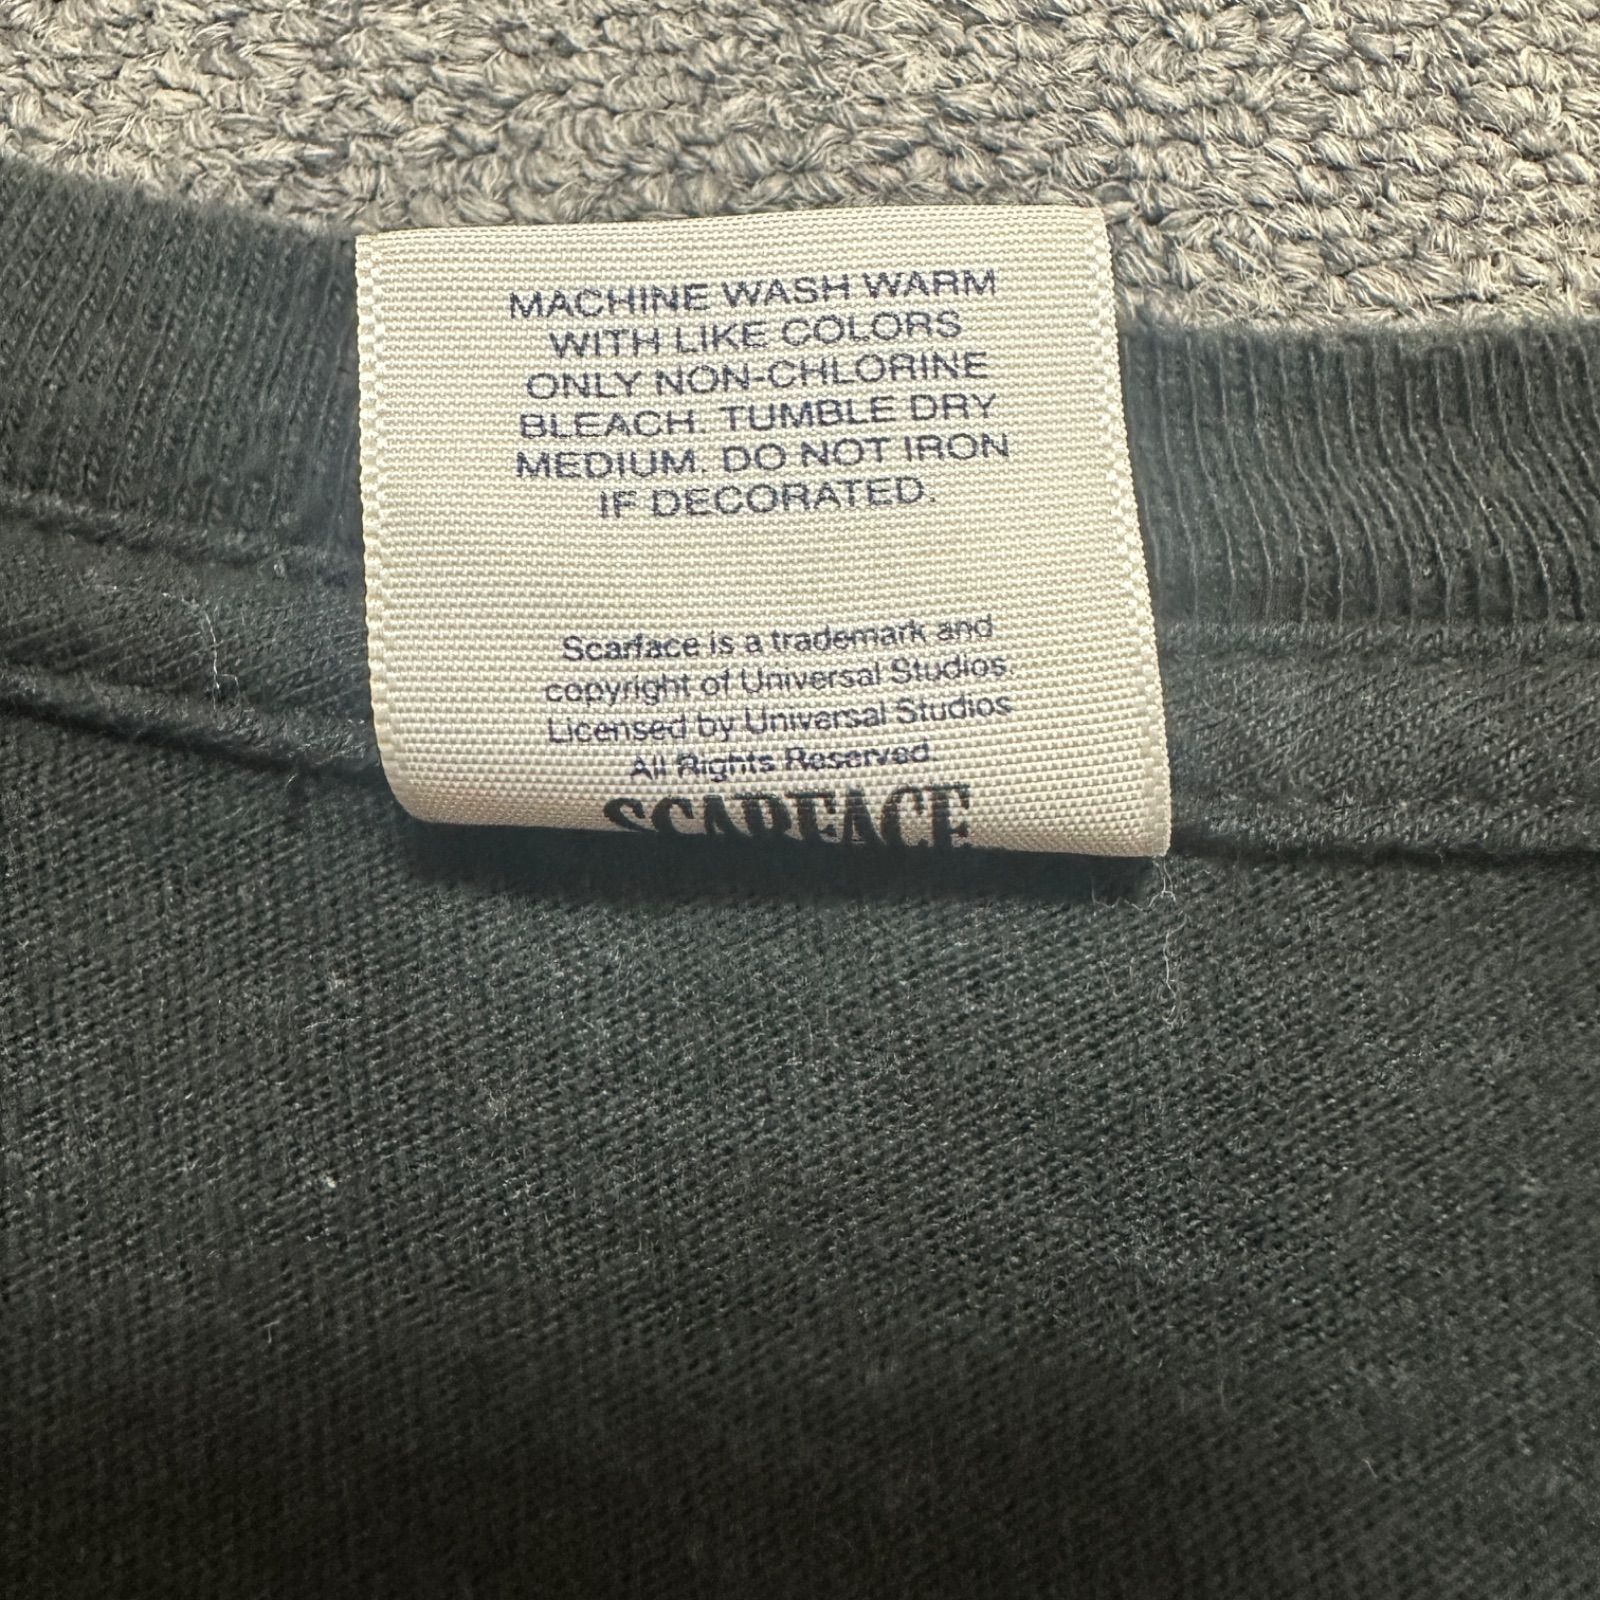 MACHINE WASH WARM
WITH LIKE COLORS
ONLY NON-CHLORINE
BLEACH. TUMBLE DRY
MEDIUM. DO NOT IRON
IF DECORATED.
Scarface is a trademark and
copyright of Universal Studios.
Licensed by Universal Studios
All Rights Reserved.
SCARFACE